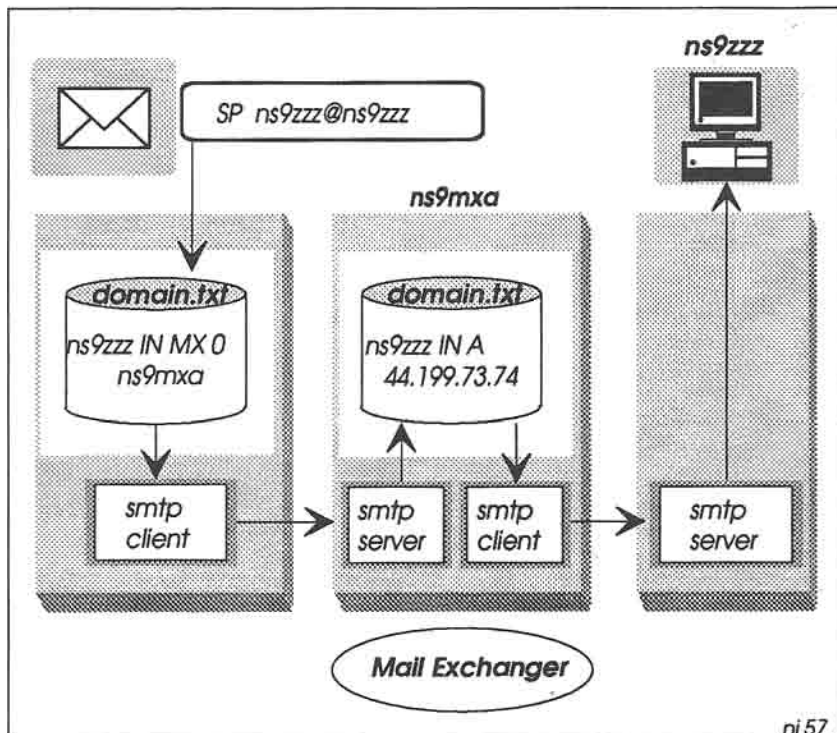 ns9zzz
SP ns9zzz@ns9zzz
ns9mxa
domain.txt
ns9zzz IN MX 0
ns9mxa
domain.txt
ns9zzz IN A
44.199.73.74
smtp
client
smtp
server
smtp
client
smtp
server
Mail Exchanger
pi 57